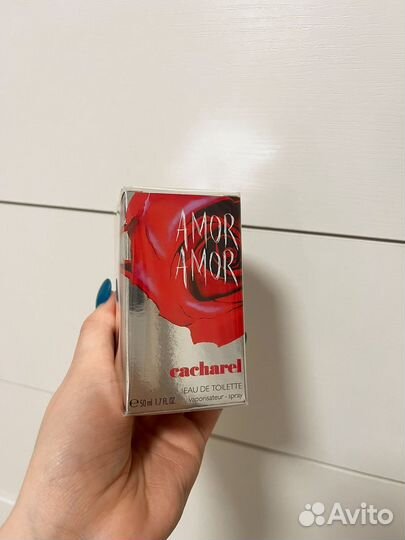 AMOR
AMOR
cacharel
EAU DE TOILETTE
vaporisateur - spray
℮ 50 ml 1.7 FL OZ
Avito